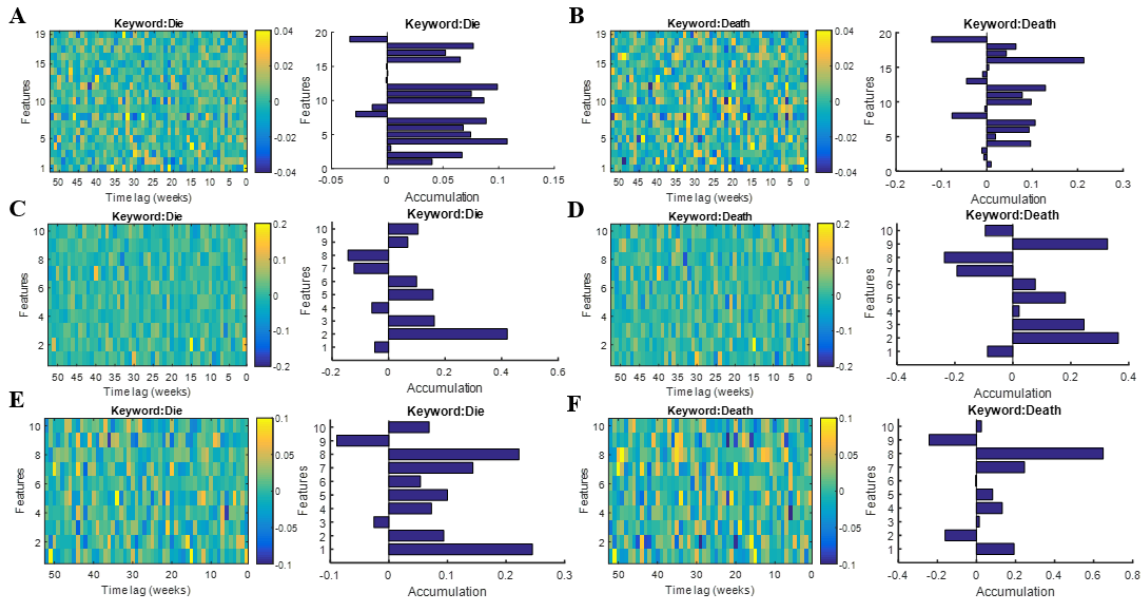 A
Keyword:Die
19
15
10
5
1
50 45 40 35 30 25 20 15 10 5 0
Time lag (weeks)
Features
0.04
0.02
0
-0.02
-0.04
Keyword:Die
20
15
10
5
0
-0.05 0 0.05 0.1 0.15
Accumulation
Features
B
Keyword:Death
19
15
10
5
1
50 45 40 35 30 25 20 15 10 5 0
Time lag (weeks)
Features
0.04
0.02
0
-0.02
-0.04
Keyword:Death
20
15
10
5
0
-0.2 -0.1 0 0.1 0.2 0.3
Accumulation
Features
C
Keyword:Die
10
8
6
4
2
50 45 40 35 30 25 20 15 10 5 0
Time lag (weeks)
Features
0.2
0.1
0
-0.1
-0.2
Keyword:Die
10
9
8
7
6
5
4
3
2
1
-0.2 0 0.2 0.4 0.6
Accumulation
Features
D
Keyword:Death
10
8
6
4
2
50 45 40 35 30 25 20 15 10 5 0
Time lag (weeks)
Features
0.2
0.1
0
-0.1
-0.2
Keyword:Death
10
9
8
7
6
5
4
3
2
1
-0.4 -0.2 0 0.2 0.4 0.6
Accumulation
Features
E
Keyword:Die
10
8
6
4
2
50 40 30 20 10 0
Time lag (weeks)
Features
0.1
0.05
0
-0.05
-0.1
Keyword:Die
10
9
8
7
6
5
4
3
2
1
-0.1 0 0.1 0.2 0.3
Accumulation
Features
F
Keyword:Death
10
8
6
4
2
50 40 30 20 10 0
Time lag (weeks)
Features
0.1
0.05
0
-0.05
-0.1
Keyword:Death
10
9
8
7
6
5
4
3
2
1
-0.4 -0.2 0 0.2 0.4 0.6 0.8
Accumulation
Features